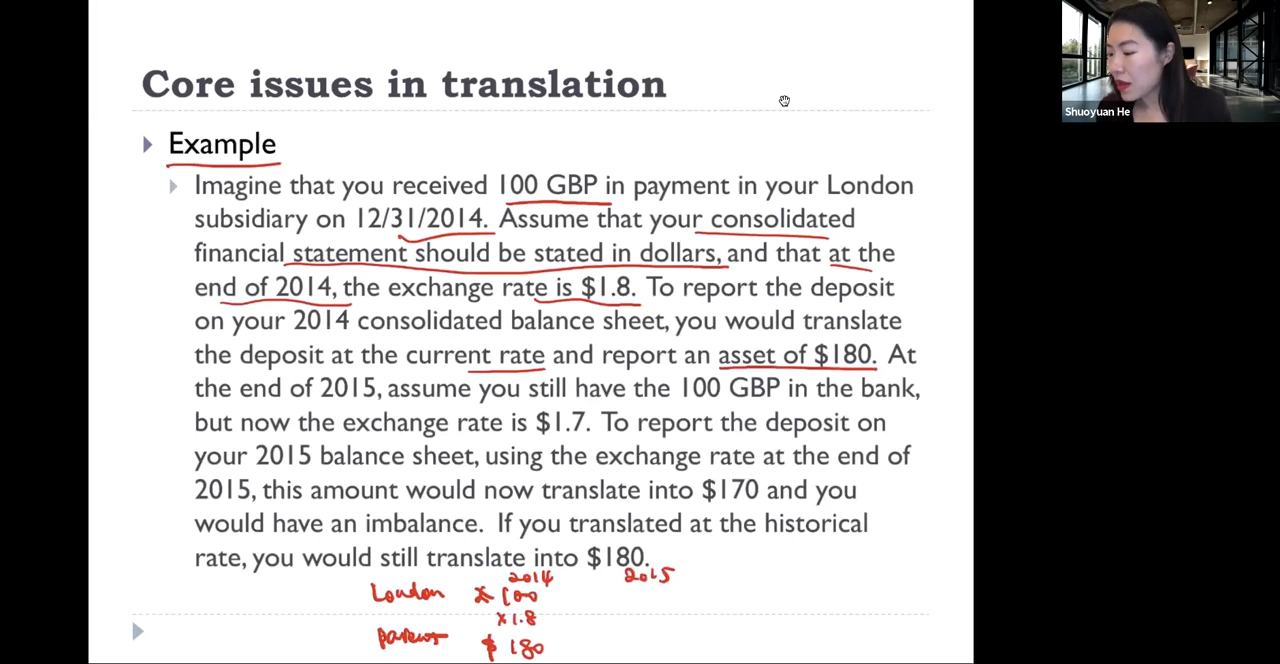 Core issues in translation
Shuoyuan He
Example
Imagine that you received 100 GBP in payment in your London
subsidiary on 12/31/2014. Assume that your consolidated
financial statement should be stated in dollars, and that at the
end of 2014, the exchange rate is $1.8. To report the deposit
on your 2014 consolidated balance sheet, you would translate
the deposit at the current rate and report an asset of $180. At
the end of 2015, assume you still have the 100 GBP in the bank,
but now the exchange rate is $1.7. To report the deposit on
your 2015 balance sheet, using the exchange rate at the end of
2015, this amount would now translate into $170 and you
would have an imbalance. If you translated at the historical
rate, you would still translate into $180.
2014 2015
London 100
x 1.8
$ 180